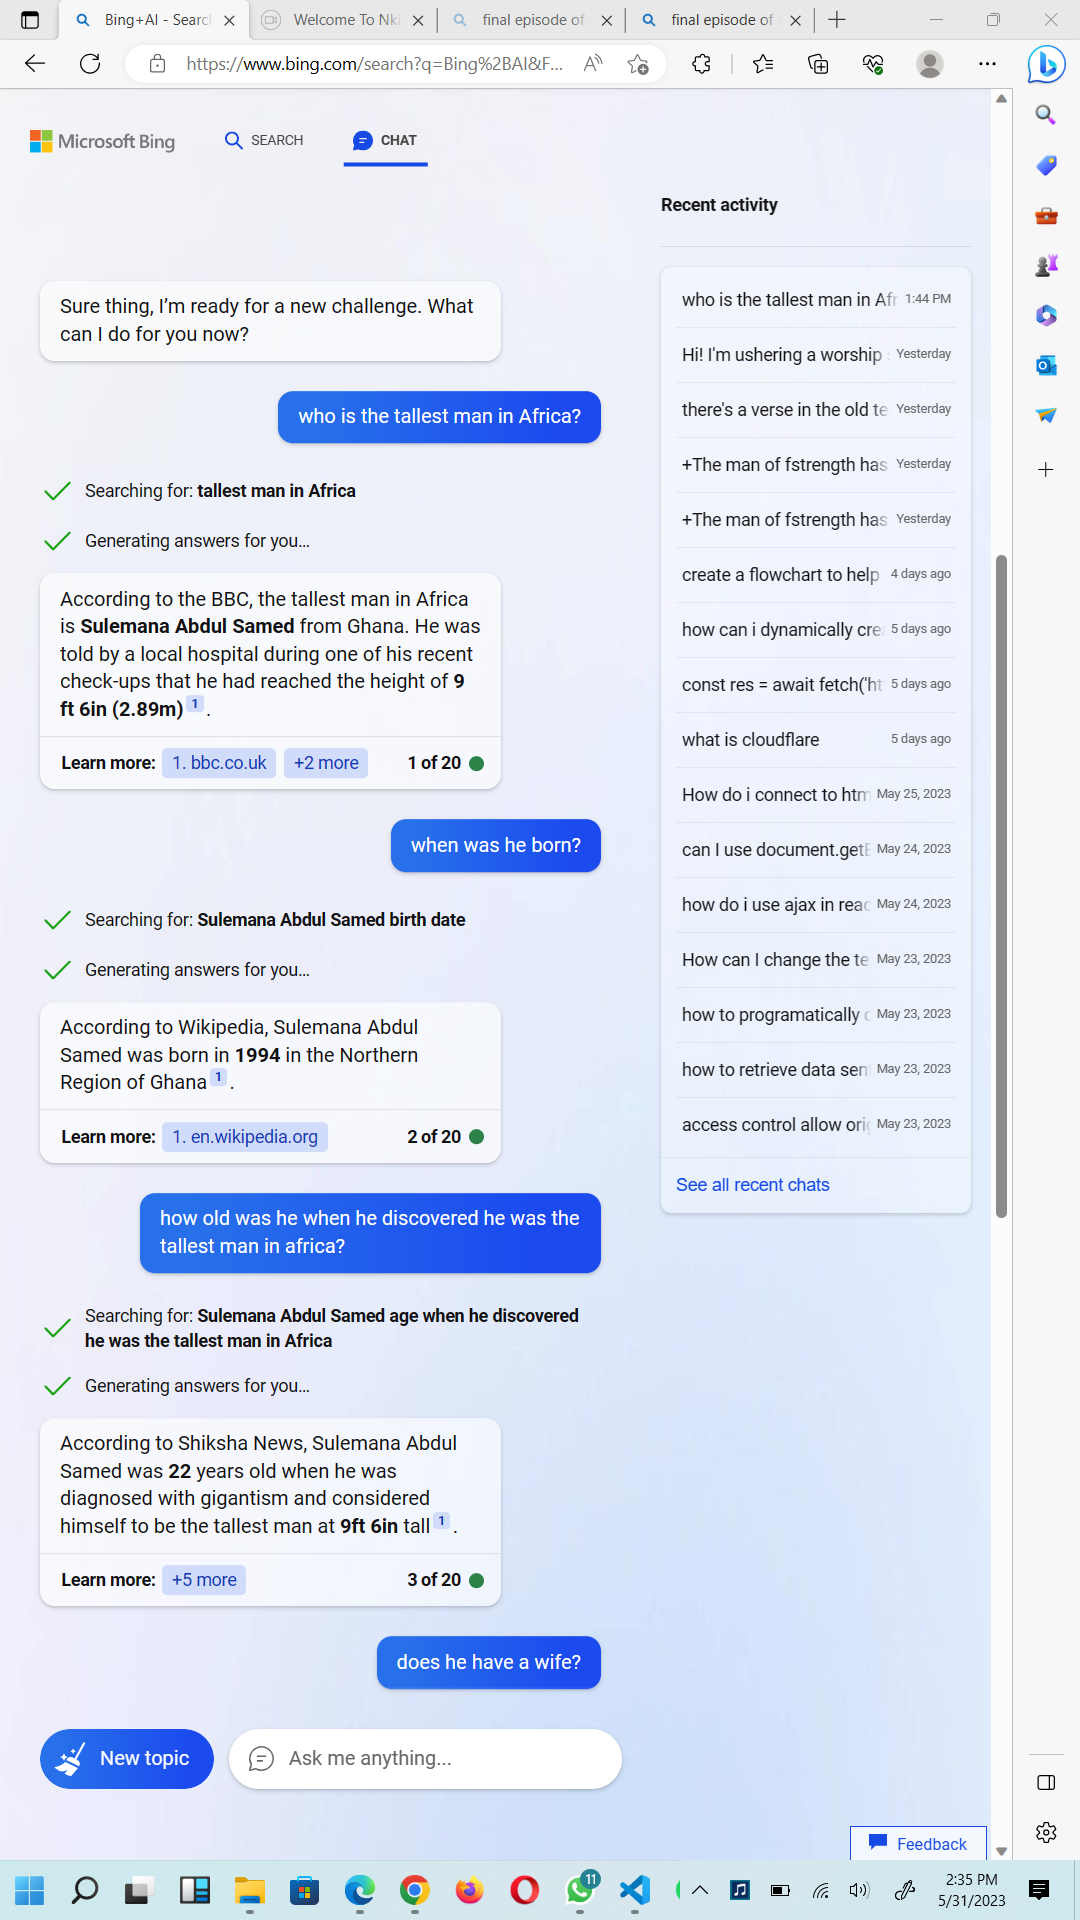 Bing+AI - Searc
Welcome To Nk
final episode of
final episode of
https://www.bing.com/search?q=Bing%2BAI&F...
Microsoft Bing
SEARCH
CHAT
Recent activity
Sure thing, I'm ready for a new challenge. What
can I do for you now?
who is the tallest man in Africa?
Searching for: tallest man in Africa
Generating answers for you...
According to the BBC, the tallest man in Africa
is Sulemana Abdul Samed from Ghana. He was
told by a local hospital during one of his recent
check-ups that he had reached the height of 9
ft 6in (2.89m) 1 .
Learn more: 1. bbc.co.uk +2 more 1 of 20
when was he born?
Searching for: Sulemana Abdul Samed birth date
Generating answers for you...
According to Wikipedia, Sulemana Abdul
Samed was born in 1994 in the Northern
Region of Ghana 1 .
Learn more: 1. en.wikipedia.org 2 of 20
how old was he when he discovered he was the
tallest man in africa?
Searching for: Sulemana Abdul Samed age when he discovered
he was the tallest man in Africa
Generating answers for you...
According to Shiksha News, Sulemana Abdul
Samed was 22 years old when he was
diagnosed with gigantism and considered
himself to be the tallest man at 9ft 6in tall 1 .
Learn more: +5 more 3 of 20
does he have a wife?
New topic
Ask me anything...
who is the tallest man in Afr 1:44 PM
Hi! I'm ushering a worship Yesterday
there's a verse in the old te Yesterday
+The man of fstrength has Yesterday
+The man of fstrength has Yesterday
create a flowchart to help 4 days ago
how can i dynamically cre 5 days ago
const res = await fetch('ht 5 days ago
what is cloudflare 5 days ago
How do i connect to htm May 25, 2023
can I use document.getE May 24, 2023
how do i use ajax in reac May 24, 2023
How can I change the te May 23, 2023
how to programatically c May 23, 2023
how to retrieve data sen May 23, 2023
access control allow orig May 23, 2023
See all recent chats
Feedback
11
2:35 PM
5/31/2023